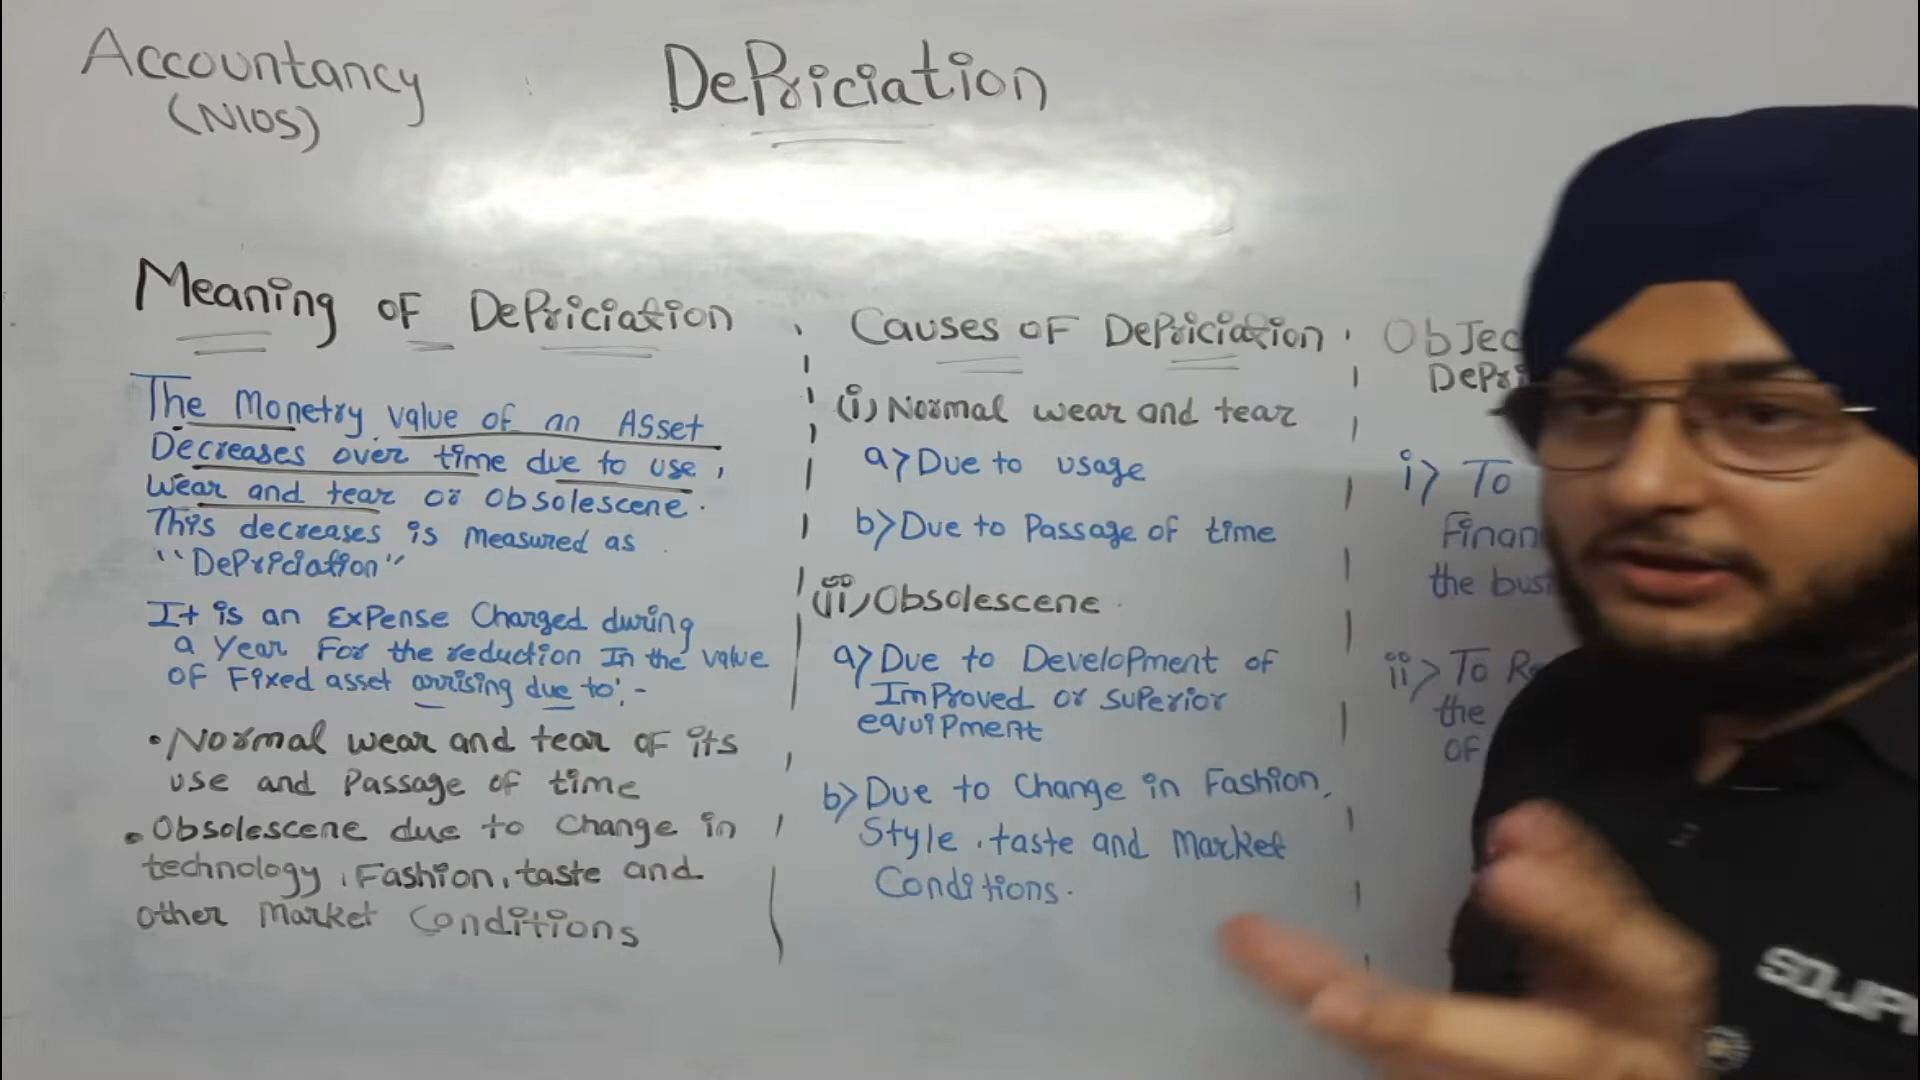 Accountancy
(NIOS)
Depriciation
Meaning of Depriciation
The Monetry value of an Asset
Decreases over time due to use,
Wear and tear or obsolescene.
This decreases is measured as
"Depriciation"
It is an Expense Charged during
a Year For the reduction In the value
of Fixed asset arrising due to:-
• Normal wear and tear of its
use and Passage of time
• Obsolescene due to change in
technology, Fashion, taste and
other Market Conditions
Causes of Depriciation
(i) Normal wear and tear
a> Due to usage
b> Due to Passage of time
(ii) Obsolescene
a> Due to Development of
Improved or superior
equipment
b> Due to Change in Fashion,
Style, taste and Market
Conditions.
i> To
the
ii> To
the
OF